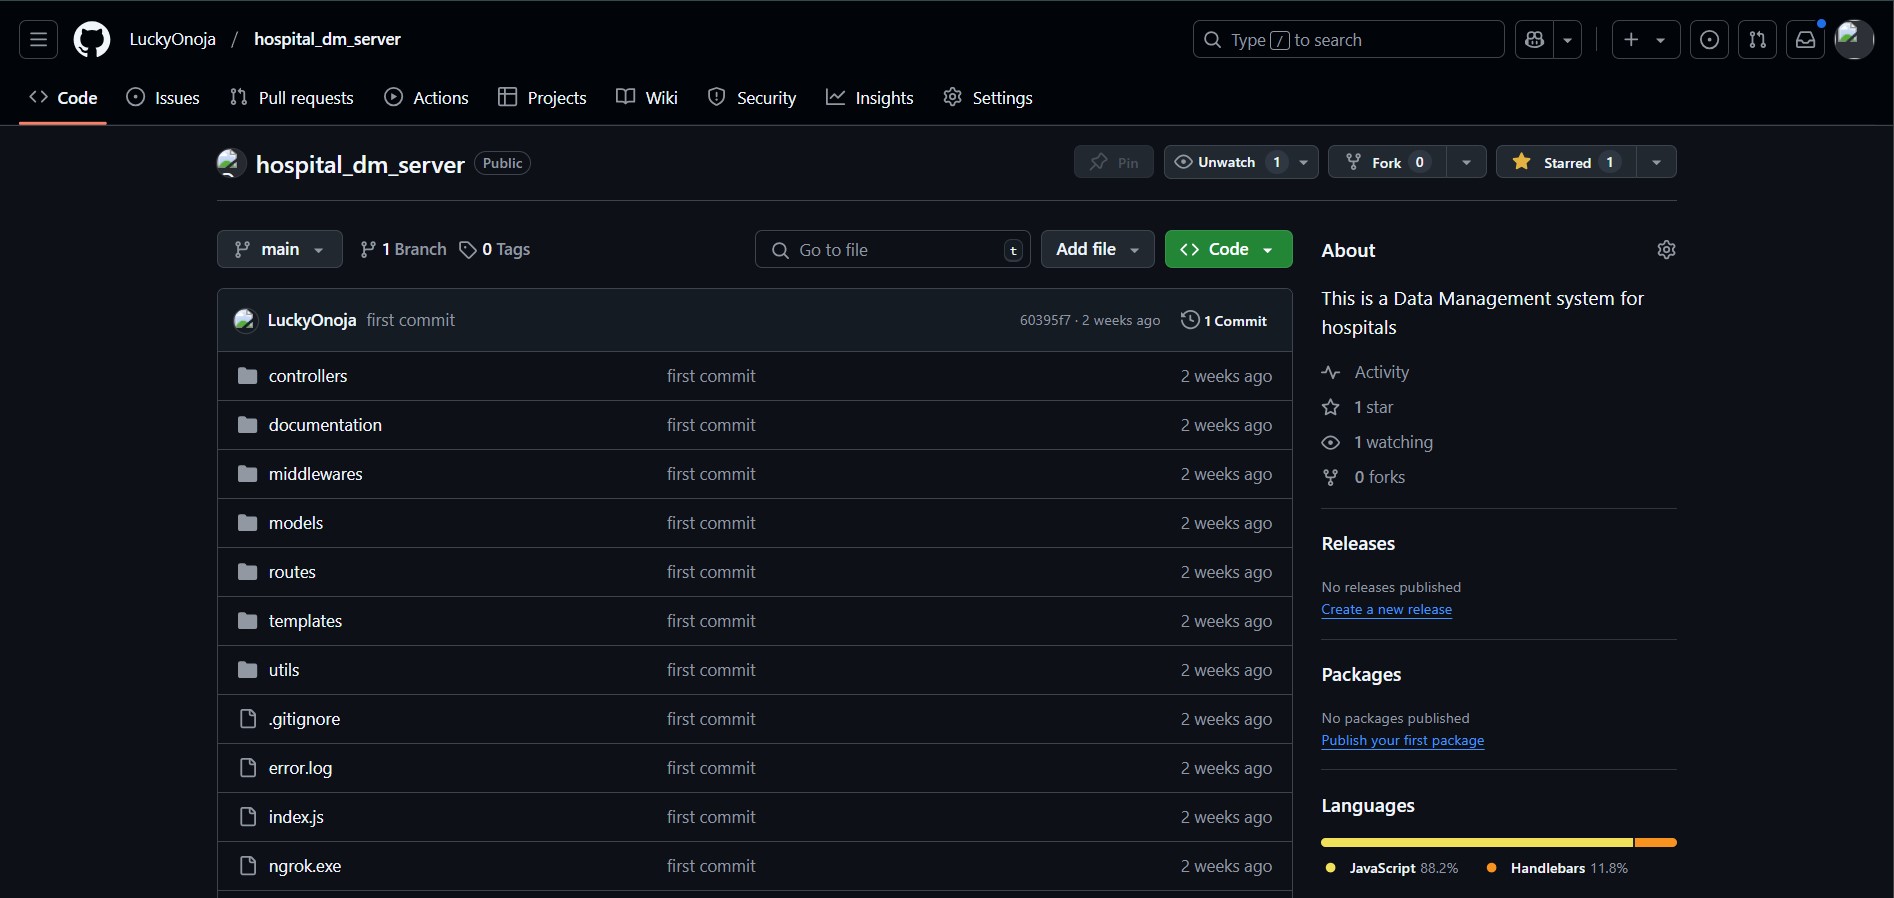 LuckyOnoja / hospital_dm_server
Type / to search
Code Issues Pull requests Actions Projects Wiki Security Insights Settings
hospital_dm_server Public
Pin Unwatch 1 Fork 0 Starred 1
main 1 Branch 0 Tags
Go to file t Add file Code
LuckyOnoja first commit 60395f7 · 2 weeks ago 1 Commit
controllers first commit 2 weeks ago
documentation first commit 2 weeks ago
middlewares first commit 2 weeks ago
models first commit 2 weeks ago
routes first commit 2 weeks ago
templates first commit 2 weeks ago
utils first commit 2 weeks ago
.gitignore first commit 2 weeks ago
error.log first commit 2 weeks ago
index.js first commit 2 weeks ago
ngrok.exe first commit 2 weeks ago
About
This is a Data Management system for
hospitals
Activity
1 star
1 watching
0 forks
Releases
No releases published
Create a new release
Packages
No packages published
Publish your first package
Languages
JavaScript 88.2% Handlebars 11.8%